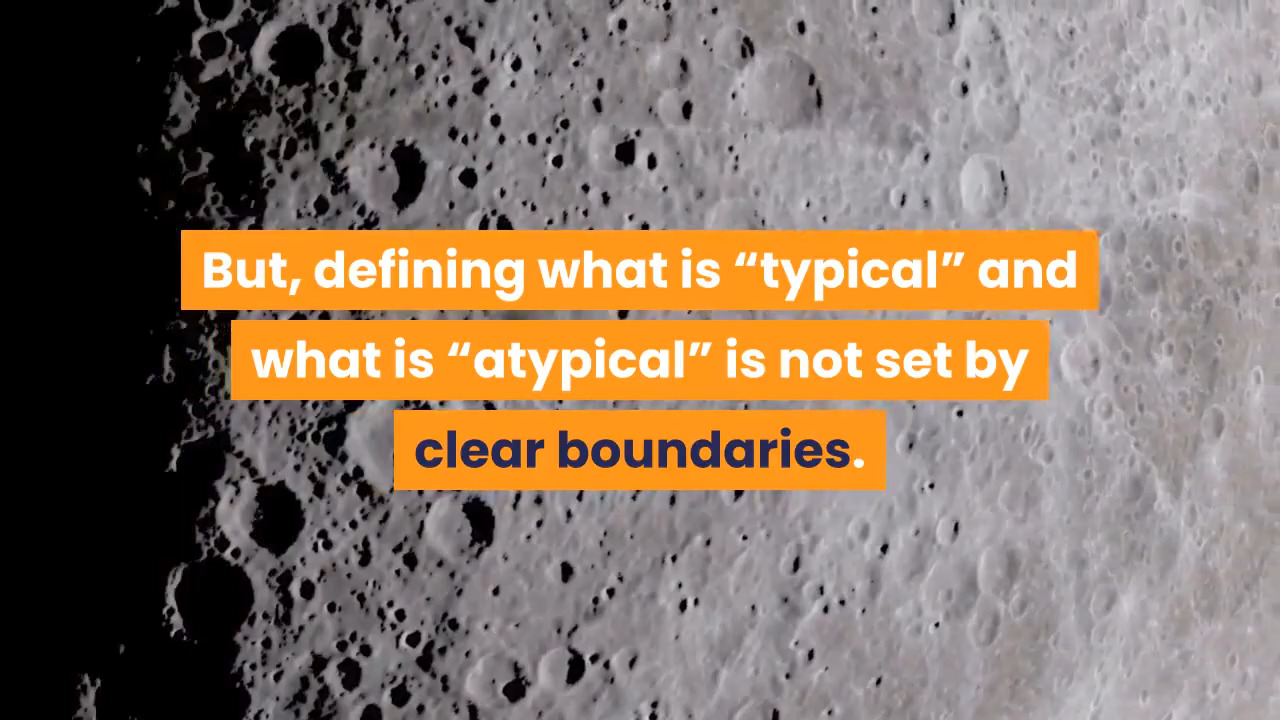 But, defining what is “typical” and
what is “atypical” is not set by
clear boundaries.